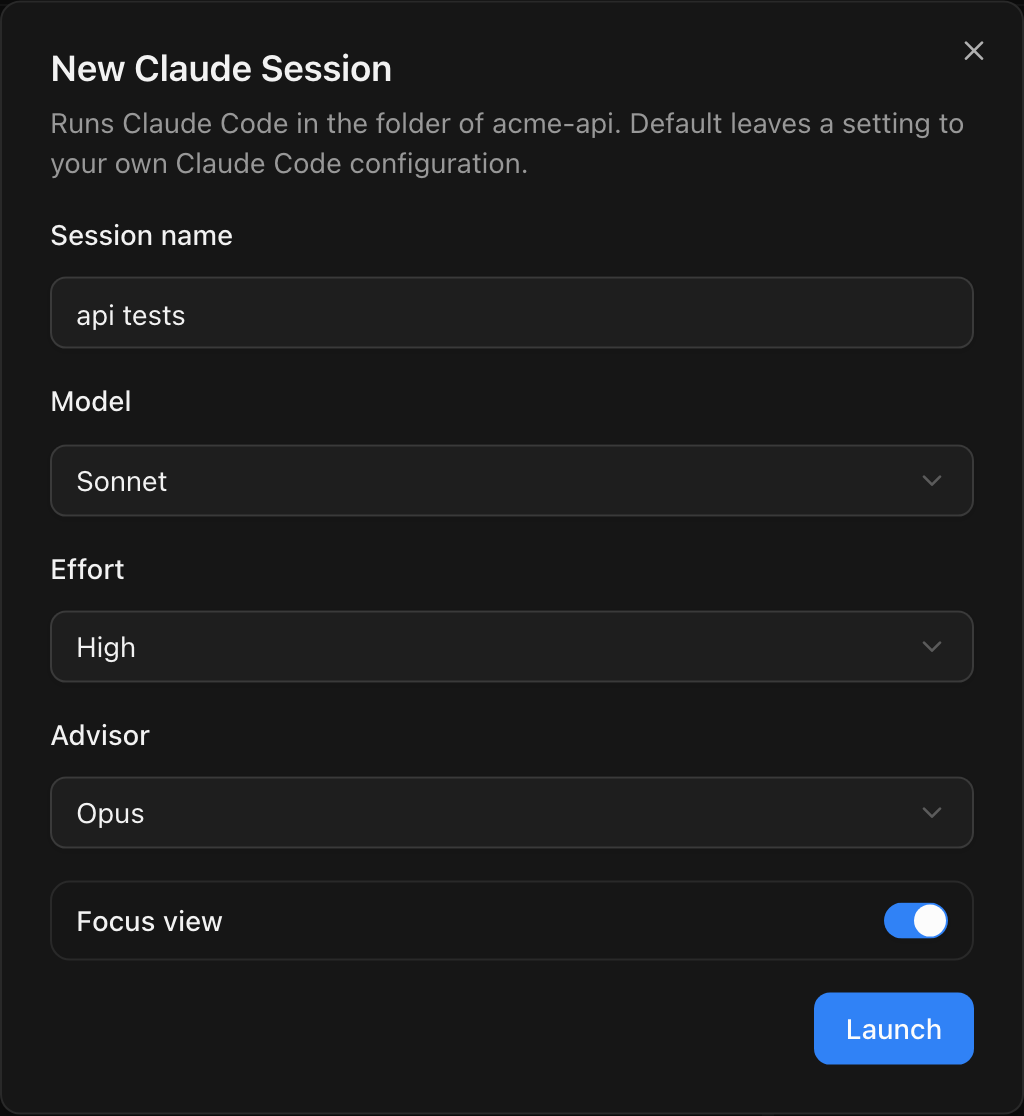 New Claude Session
Runs Claude Code in the folder of acme-api. Default leaves a setting to
your own Claude Code configuration.
Session name
api tests
Model
Sonnet
Effort
High
Advisor
Opus
Focus view
Launch